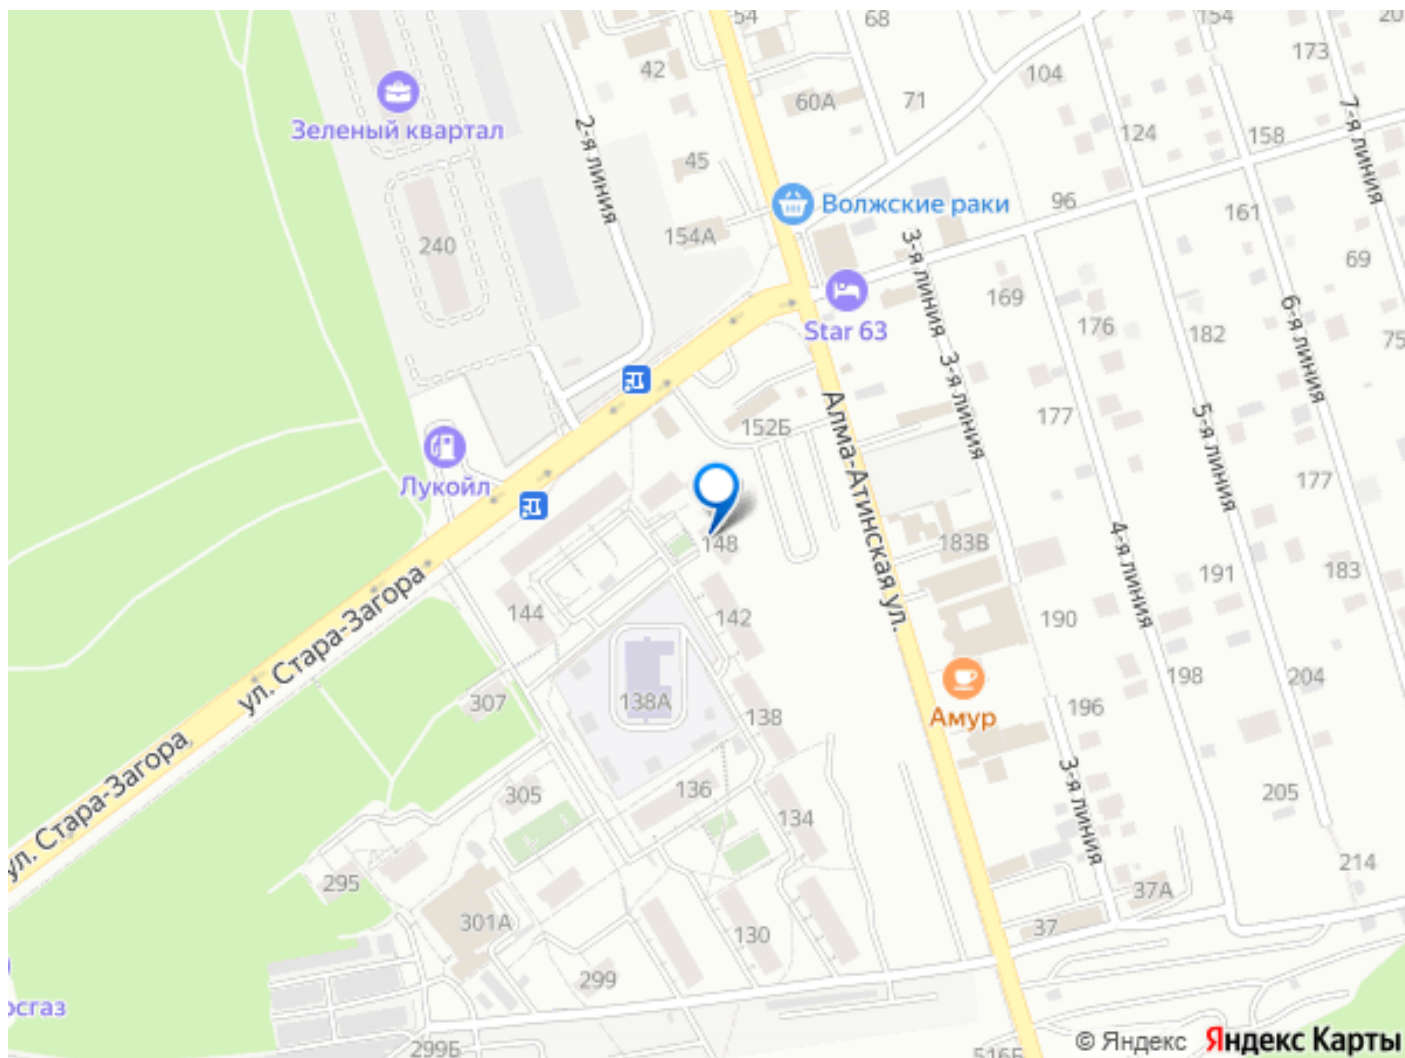 54
68
154
20
42
173
104
60А
71
Зеленый квартал
2-я линия
124
158
7-я линия
45
Волжские раки
96
161
154А
240
3-я линия
69
169
6-я линия
Star 63
176
182
75
3-я линия
177
152Б
Алма-Атинская ул.
5-я линия
Лукойл
177
148
183В
4-я линия
191
183
ул. Стара-Загора
144
142
190
307
138А
138
198
204
Амур
196
ул. Стара-Загора
305
136
134
3-я линия
205
295
214
37А
301А
130
37
299
осгаз
299Б
516Б
© Яндекс Яндекс Карты